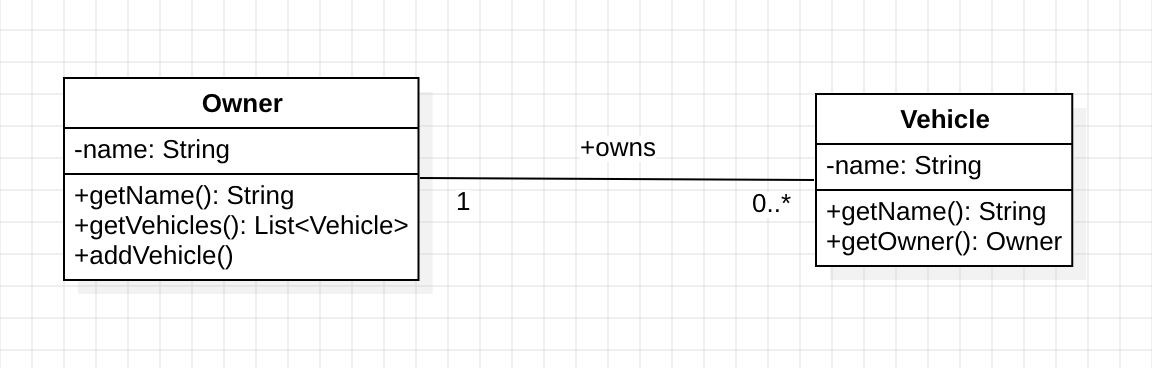 Owner
-name: String
+getName(): String
+getVehicles(): List<Vehicle>
+addVehicle()
+owns
1
0..*
Vehicle
-name: String
+getName(): String
+getOwner(): Owner